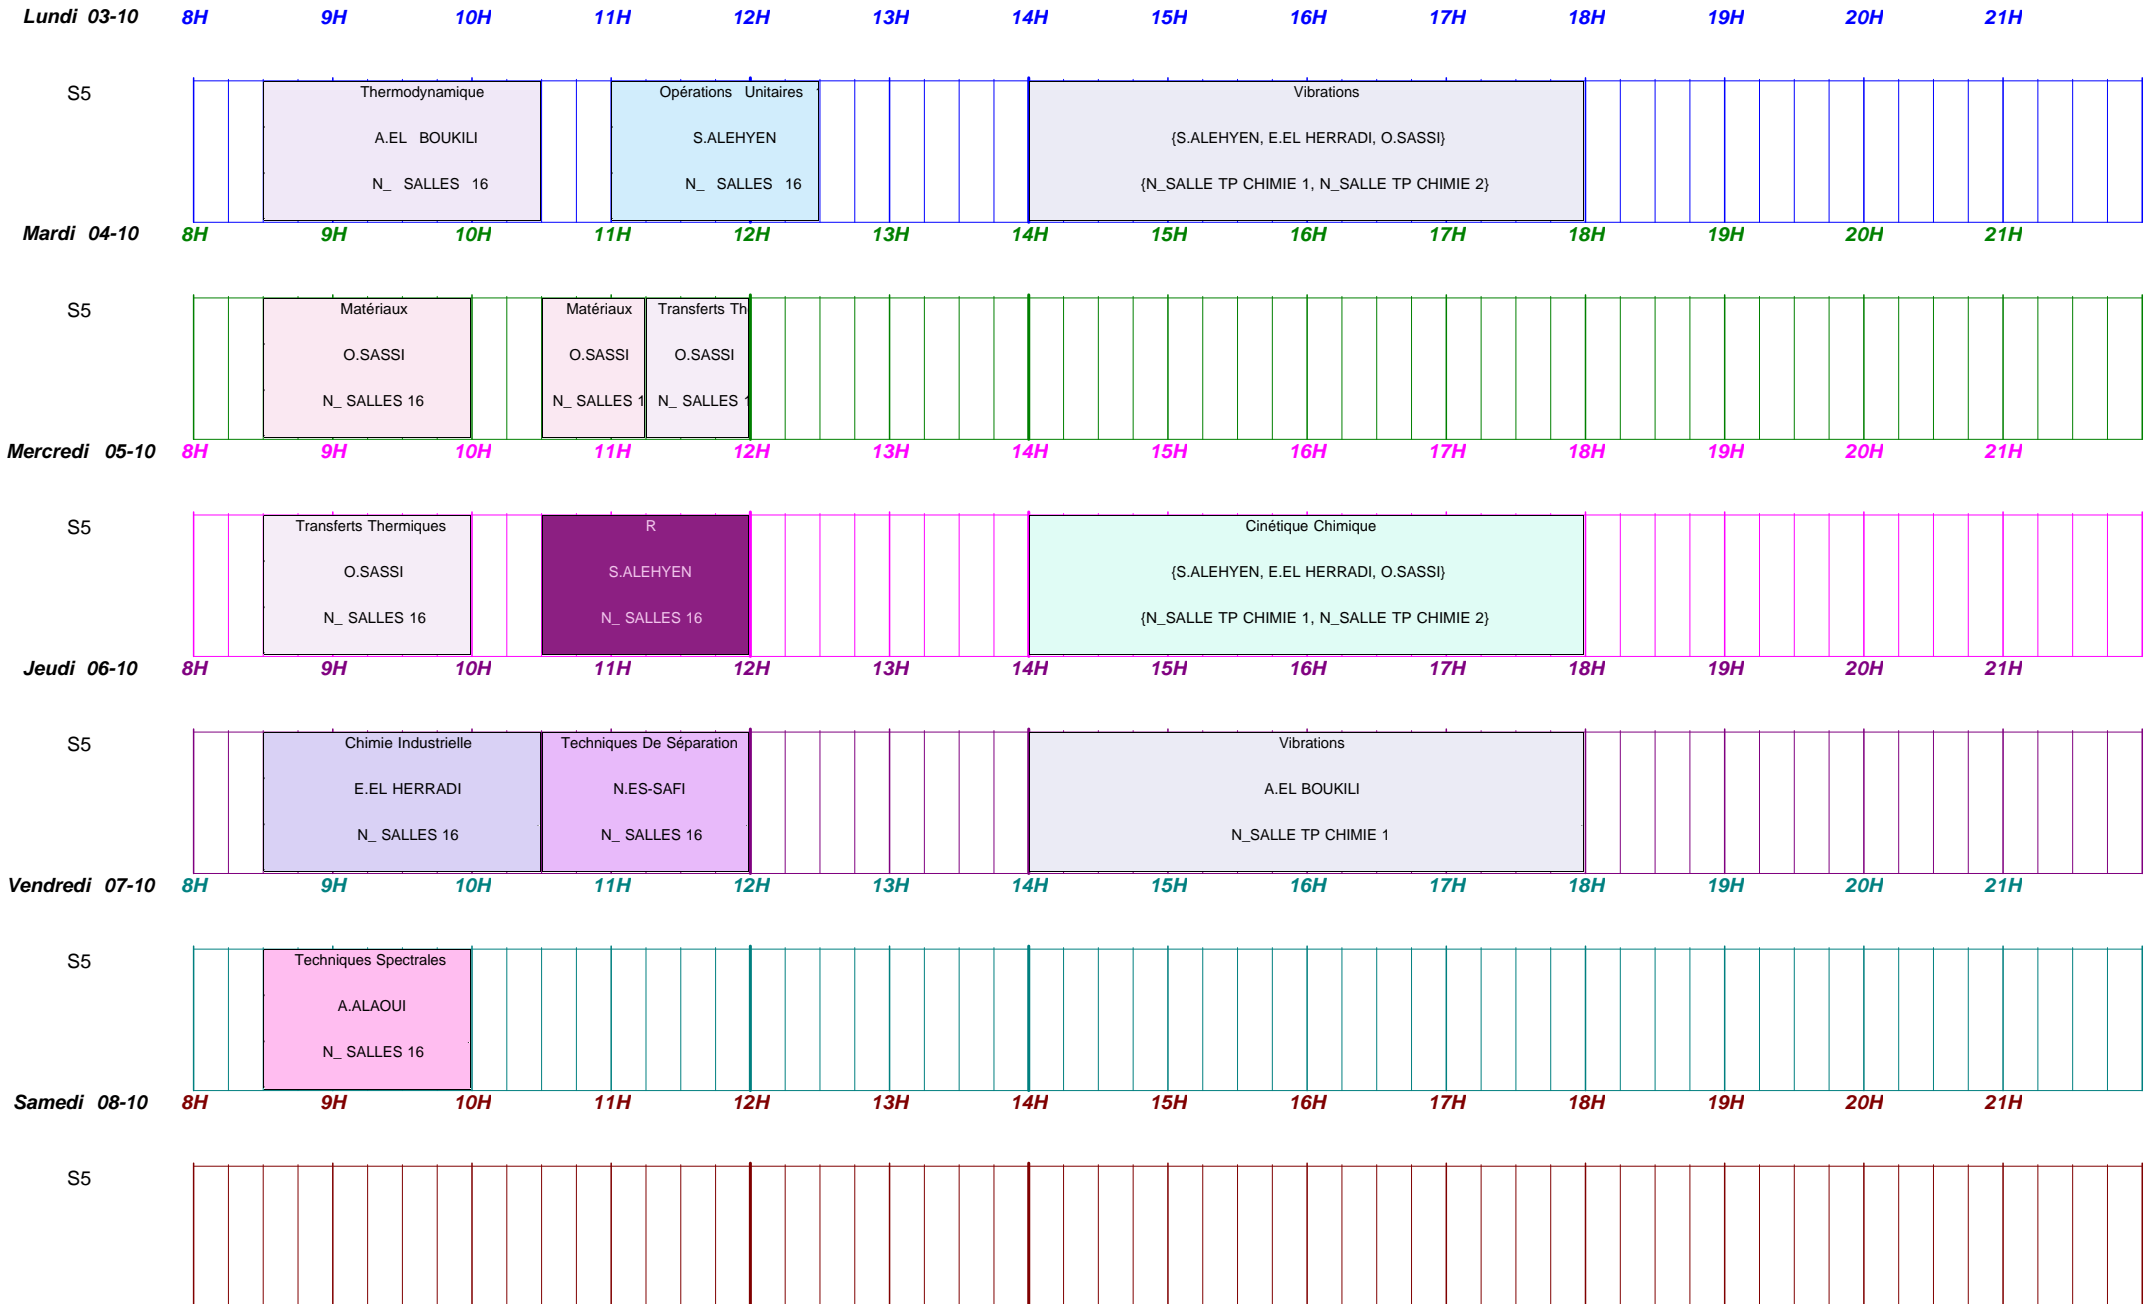 Lundi 03-10 8H 9H 10H 11H 12H 13H 14H 15H 16H 17H 18H 19H 20H 21H
S5
Thermodynamique
A.EL BOUKILI
N_ SALLES 16
Opérations Unitaires
S.ALEHYEN
N_ SALLES 16
Vibrations
{S.ALEHYEN, E.EL HERRADI, O.SASSI}
{N_SALLE TP CHIMIE 1, N_SALLE TP CHIMIE 2}
Mardi 04-10 8H 9H 10H 11H 12H 13H 14H 15H 16H 17H 18H 19H 20H 21H
S5
Matériaux
O.SASSI
N_ SALLES 16
Matériaux
O.SASSI
N_ SALLES 1
Transferts Th
O.SASSI
N_ SALLES 1
Mercredi 05-10 8H 9H 10H 11H 12H 13H 14H 15H 16H 17H 18H 19H 20H 21H
S5
Transferts Thermiques
O.SASSI
N_ SALLES 16
R
S.ALEHYEN
N_ SALLES 16
Cinétique Chimique
{S.ALEHYEN, E.EL HERRADI, O.SASSI}
{N_SALLE TP CHIMIE 1, N_SALLE TP CHIMIE 2}
Jeudi 06-10 8H 9H 10H 11H 12H 13H 14H 15H 16H 17H 18H 19H 20H 21H
S5
Chimie Industrielle
E.EL HERRADI
N_ SALLES 16
Techniques De Séparation
N.ES-SAFI
N_ SALLES 16
Vibrations
A.EL BOUKILI
N_SALLE TP CHIMIE 1
Vendredi 07-10 8H 9H 10H 11H 12H 13H 14H 15H 16H 17H 18H 19H 20H 21H
S5
Techniques Spectrales
A.ALAOUI
N_ SALLES 16
Samedi 08-10 8H 9H 10H 11H 12H 13H 14H 15H 16H 17H 18H 19H 20H 21H
S5